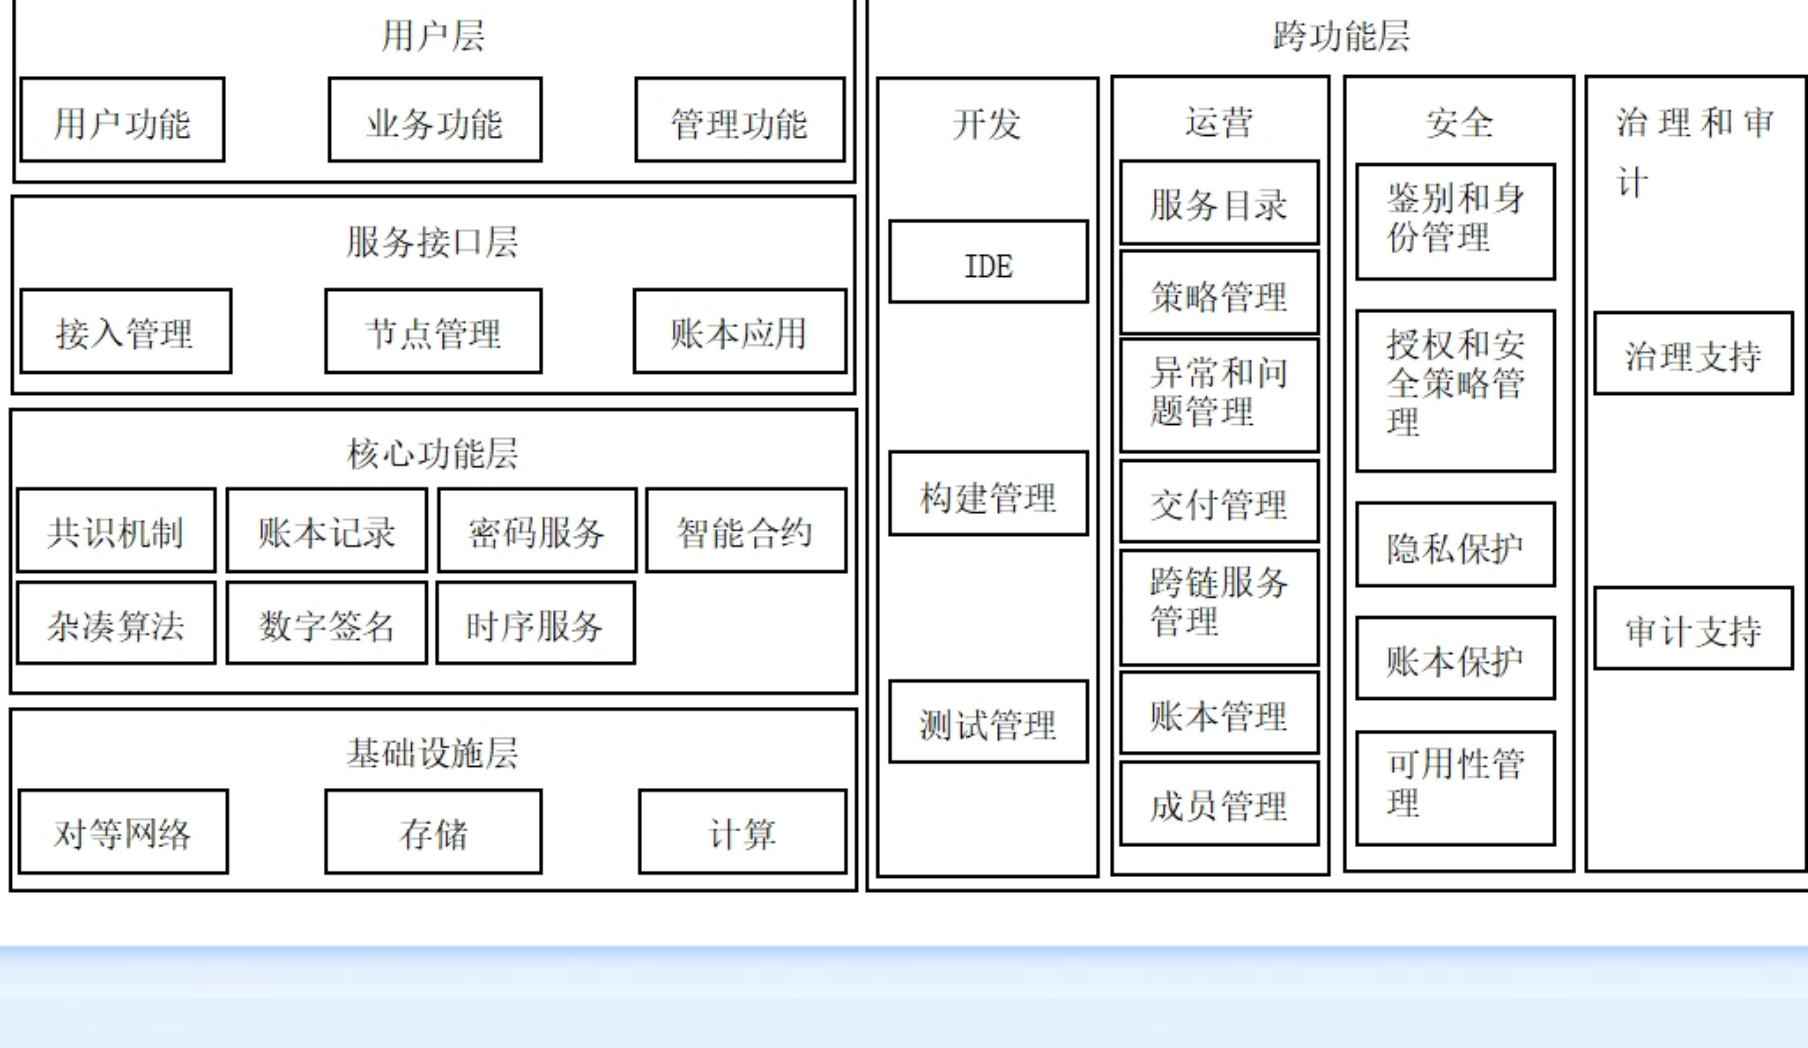 用户层
用户功能
业务功能
管理功能
服务接口层
接入管理
节点管理
账本应用
核心功能层
共识机制
账本记录
密码服务
智能合约
杂凑算法
数字签名
时序服务
基础设施层
对等网络
存储
计算
跨功能层
开发
IDE
构建管理
测试管理
运营
服务目录
策略管理
异常和问
题管理
交付管理
跨链服务
管理
账本管理
成员管理
安全
鉴别和身
份管理
授权和安
全策略管
理
隐私保护
账本保护
可用性管
理
治理和审
计
治理支持
审计支持